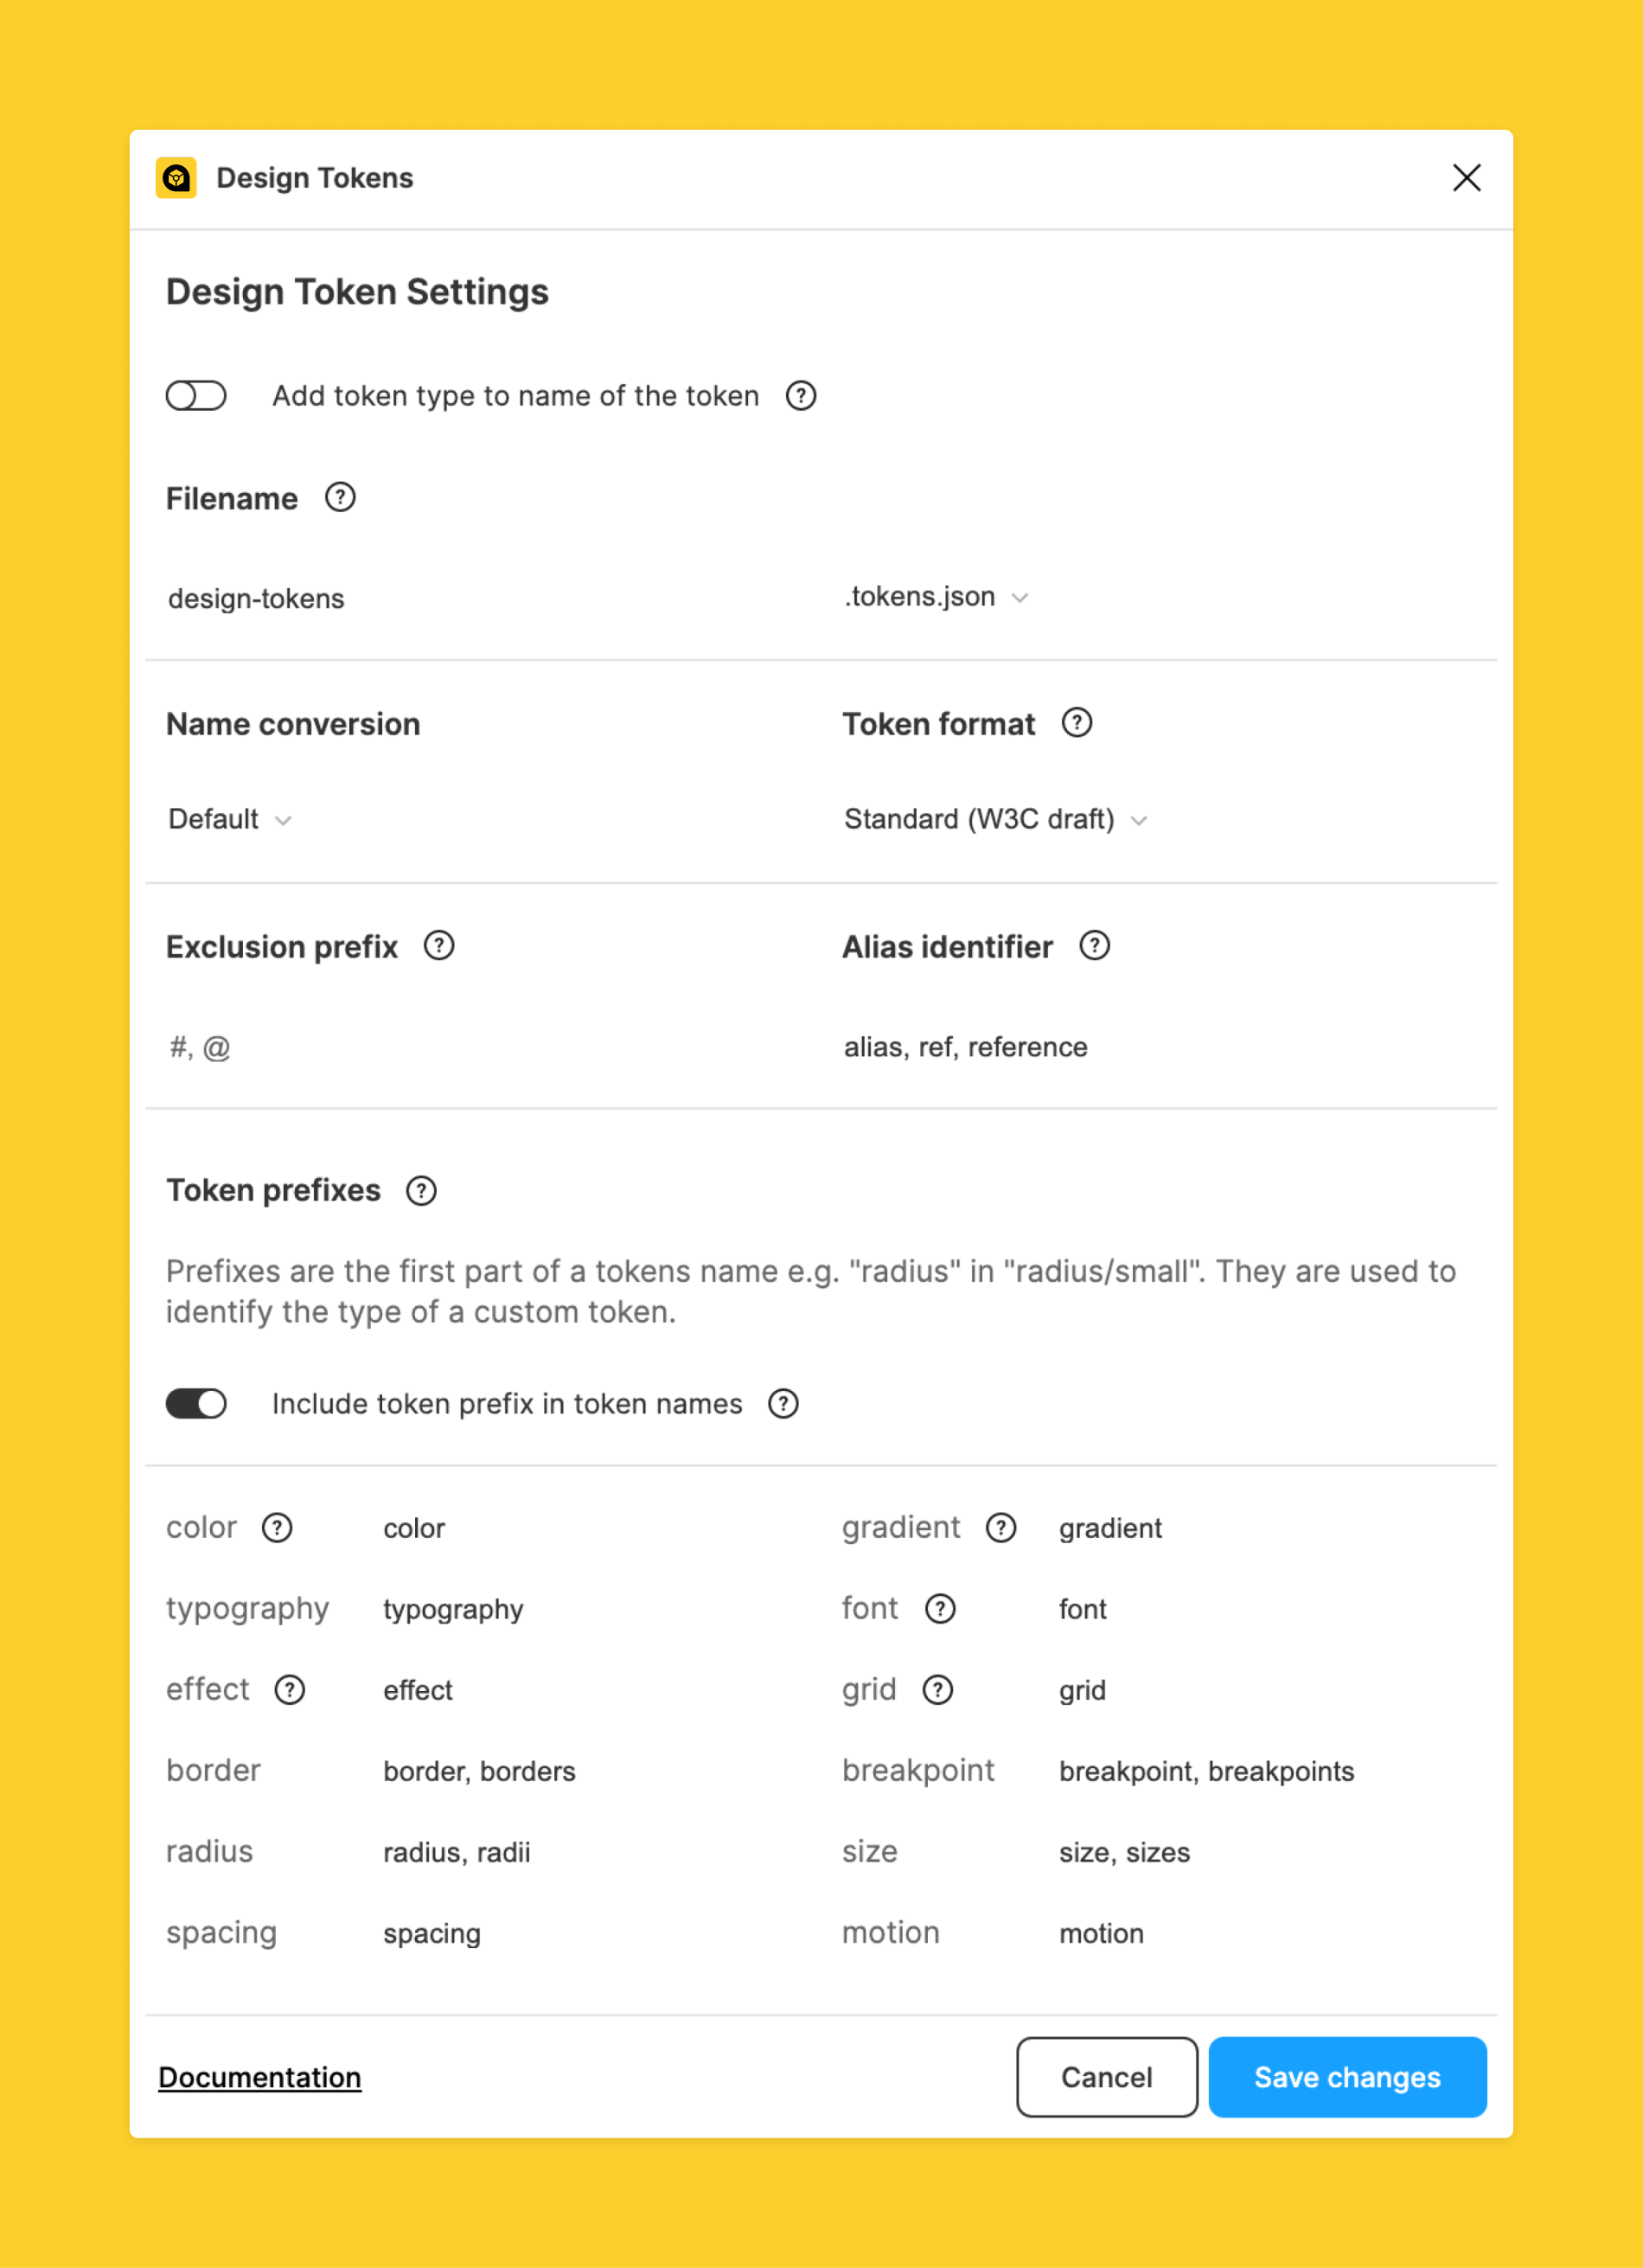 Design Tokens
Design Token Settings
Add token type to name of the token ?
Filename ?
design-tokens .tokens.json
Name conversion Token format ?
Default Standard (W3C draft)
Exclusion prefix ? Alias identifier ?
#, @ alias, ref, reference
Token prefixes ?
Prefixes are the first part of a tokens name e.g. "radius" in "radius/small". They are used to
identify the type of a custom token.
Include token prefix in token names ?
color ? color gradient ? gradient
typography typography font ? font
effect ? effect grid ? grid
border border, borders breakpoint breakpoint, breakpoints
radius radius, radii size size, sizes
spacing spacing motion motion
Documentation Cancel Save changes